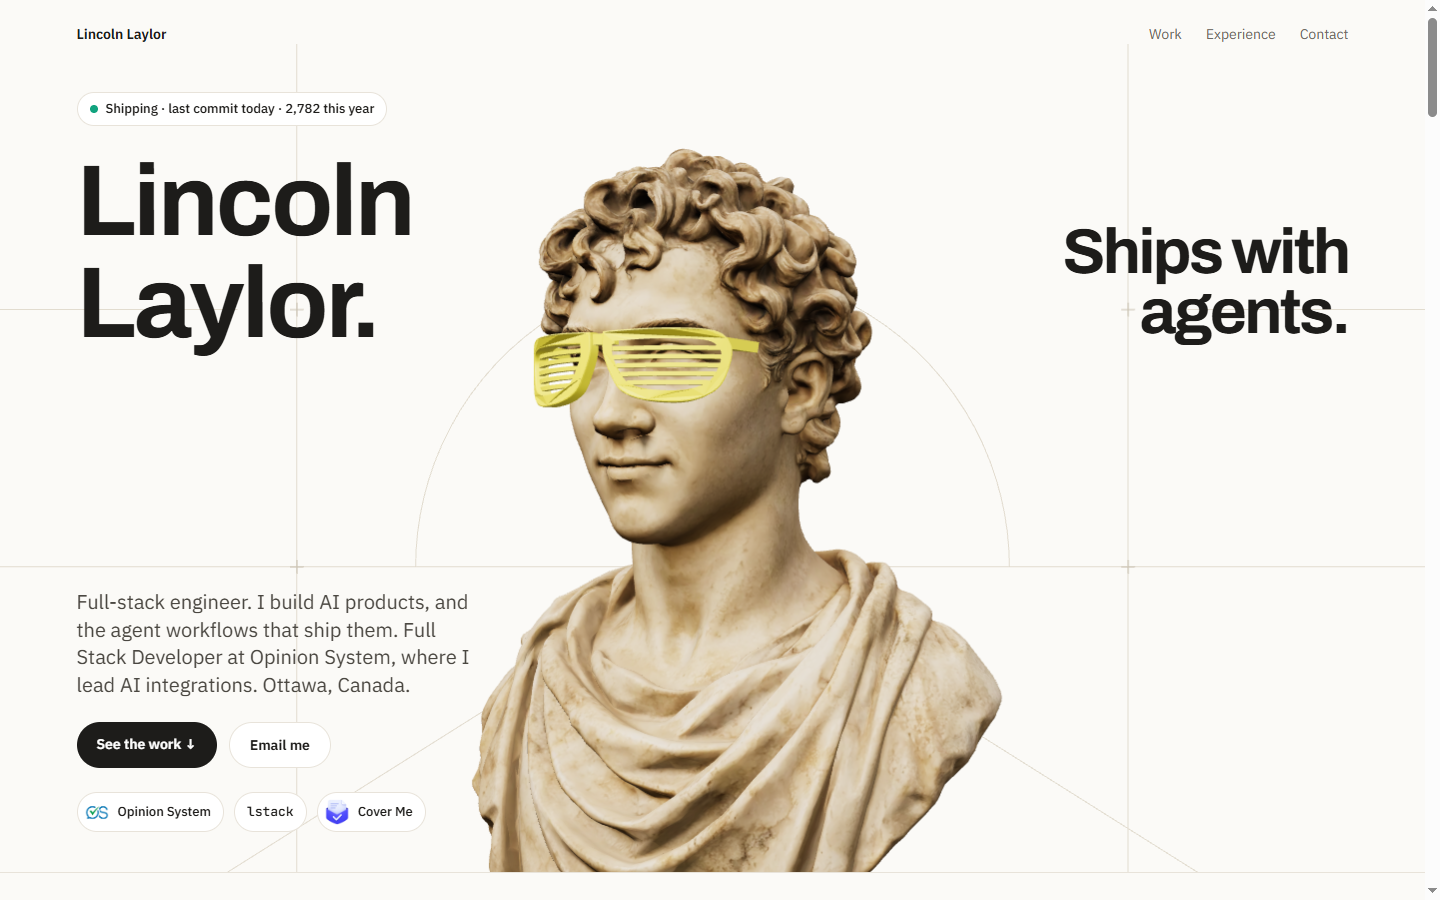 Lincoln Laylor
Work Experience Contact
Shipping · last commit today · 2,782 this year
Lincoln
Laylor.
Ships with
agents.
Full-stack engineer. I build AI products, and
the agent workflows that ship them. Full
Stack Developer at Opinion System, where I
lead AI integrations. Ottawa, Canada.
See the work ↓
Email me
Opinion System
lstack
Cover Me